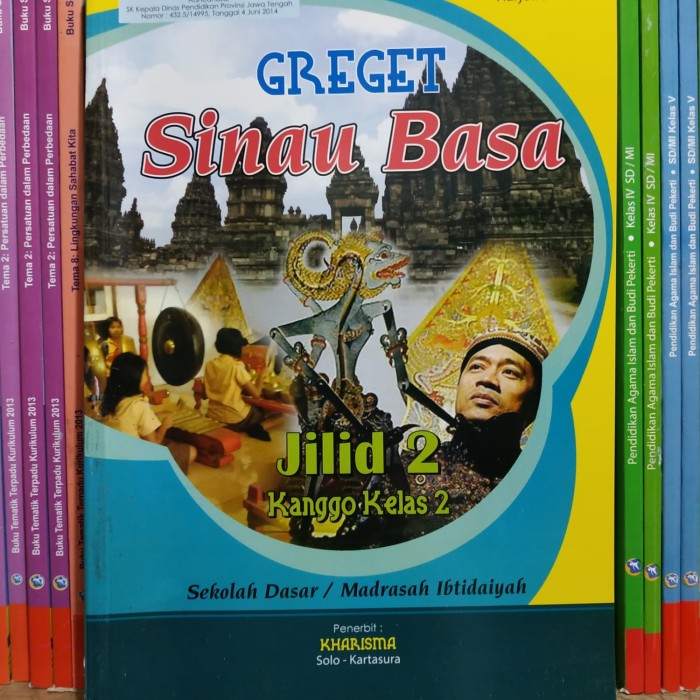 SK Kepala Dinas Pendidikan Provinsi Jawa Tengah
Nomor : 432.5/14995, Tanggal 4 Juni 2014
GREGET
Sinau Basa
Jilid 2
Kanggo Kelas 2
Sekolah Dasar / Madrasah Ibtidaiyah
Penerbit :
KHARISMA
Solo - Kartasura
Tema 2: Persatuan dalam Perbedaan
Buku Tematik Terpadu Kurikulum 2013
Tema 2: Persatuan dalam Perbedaan
Buku Tematik Terpadu Kurikulum 2013
Tema 2: Persatuan dalam Perbedaan
Buku Tematik Terpadu Kurikulum 2013
Tema 8: Lingkungan Sahabat Kita
Buku Tematik Terpadu Kurikulum 2013
Pendidikan Agama Islam dan Budi Pekerti • Kelas IV SD / MI
Pendidikan Agama Islam dan Budi Pekerti • Kelas IV SD / MI
Pendidikan Agama Islam dan Budi Pekerti • SD/MI Kelas V
Pendidikan Agama Islam dan Budi Pekerti • SD/MI Kelas V